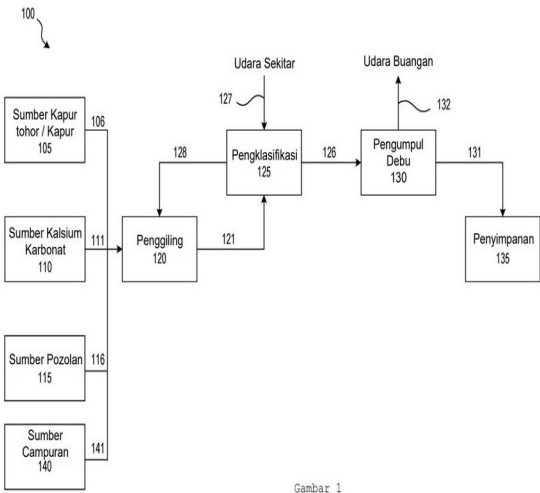 100
Udara Sekitar
Udara Buangan
127
132
Sumber Kapur
tohor / Kapur
105
106
Pengklasifikasi
125
128
126
Pengumpul
Debu
130
131
Sumber Kalsium
Karbonat
110
111
Penggiling
120
121
Penyimpanan
135
Sumber Pozolan
115
116
Sumber
Campuran
140
141
Gambar 1